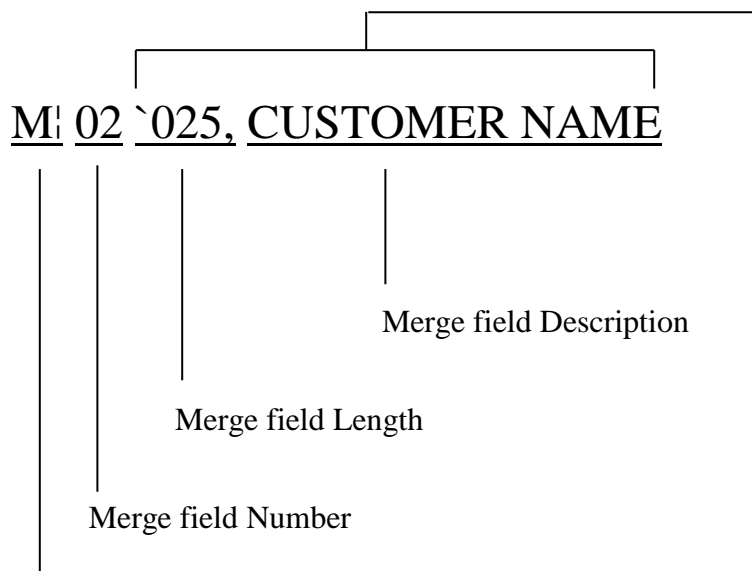 M¦ 02 `025, CUSTOMER NAME
Merge field Description
Merge field Length
Merge field Number